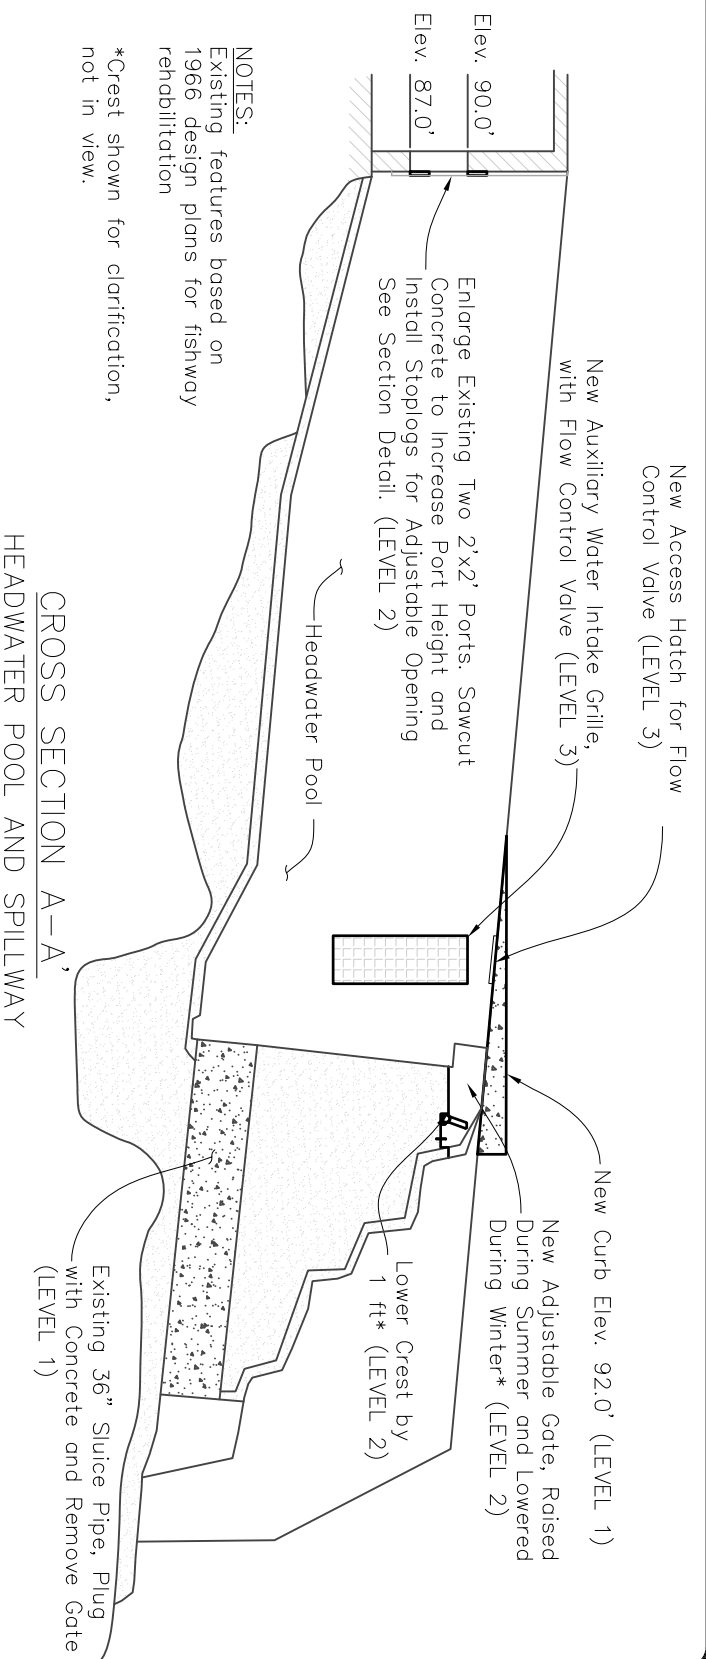 New Access Hatch for Flow
Control Valve (LEVEL 3)
New Auxiliary Water Intake Grille,
with Flow Control Valve (LEVEL 3)
New Curb Elev. 92.0' (LEVEL 1)
New Adjustable Gate, Raised
During Summer and Lowered
During Winter* (LEVEL 2)
Elev. 90.0'
Elev. 87.0'
Enlarge Existing Two 2'x2' Ports. Sawcut
Concrete to Increase Port Height and
Install Stoplogs for Adjustable Opening
See Section Detail. (LEVEL 2)
Lower Crest by
1 ft* (LEVEL 2)
Headwater Pool
NOTES:
Existing features based on
1966 design plans for fishway
rehabilitation
*Crest shown for clarification,
not in view.
Existing 36" Sluice Pipe, Plug
with Concrete and Remove Gate
(LEVEL 1)
CROSS SECTION A-A'
HEADWATER POOL AND SPILLWAY